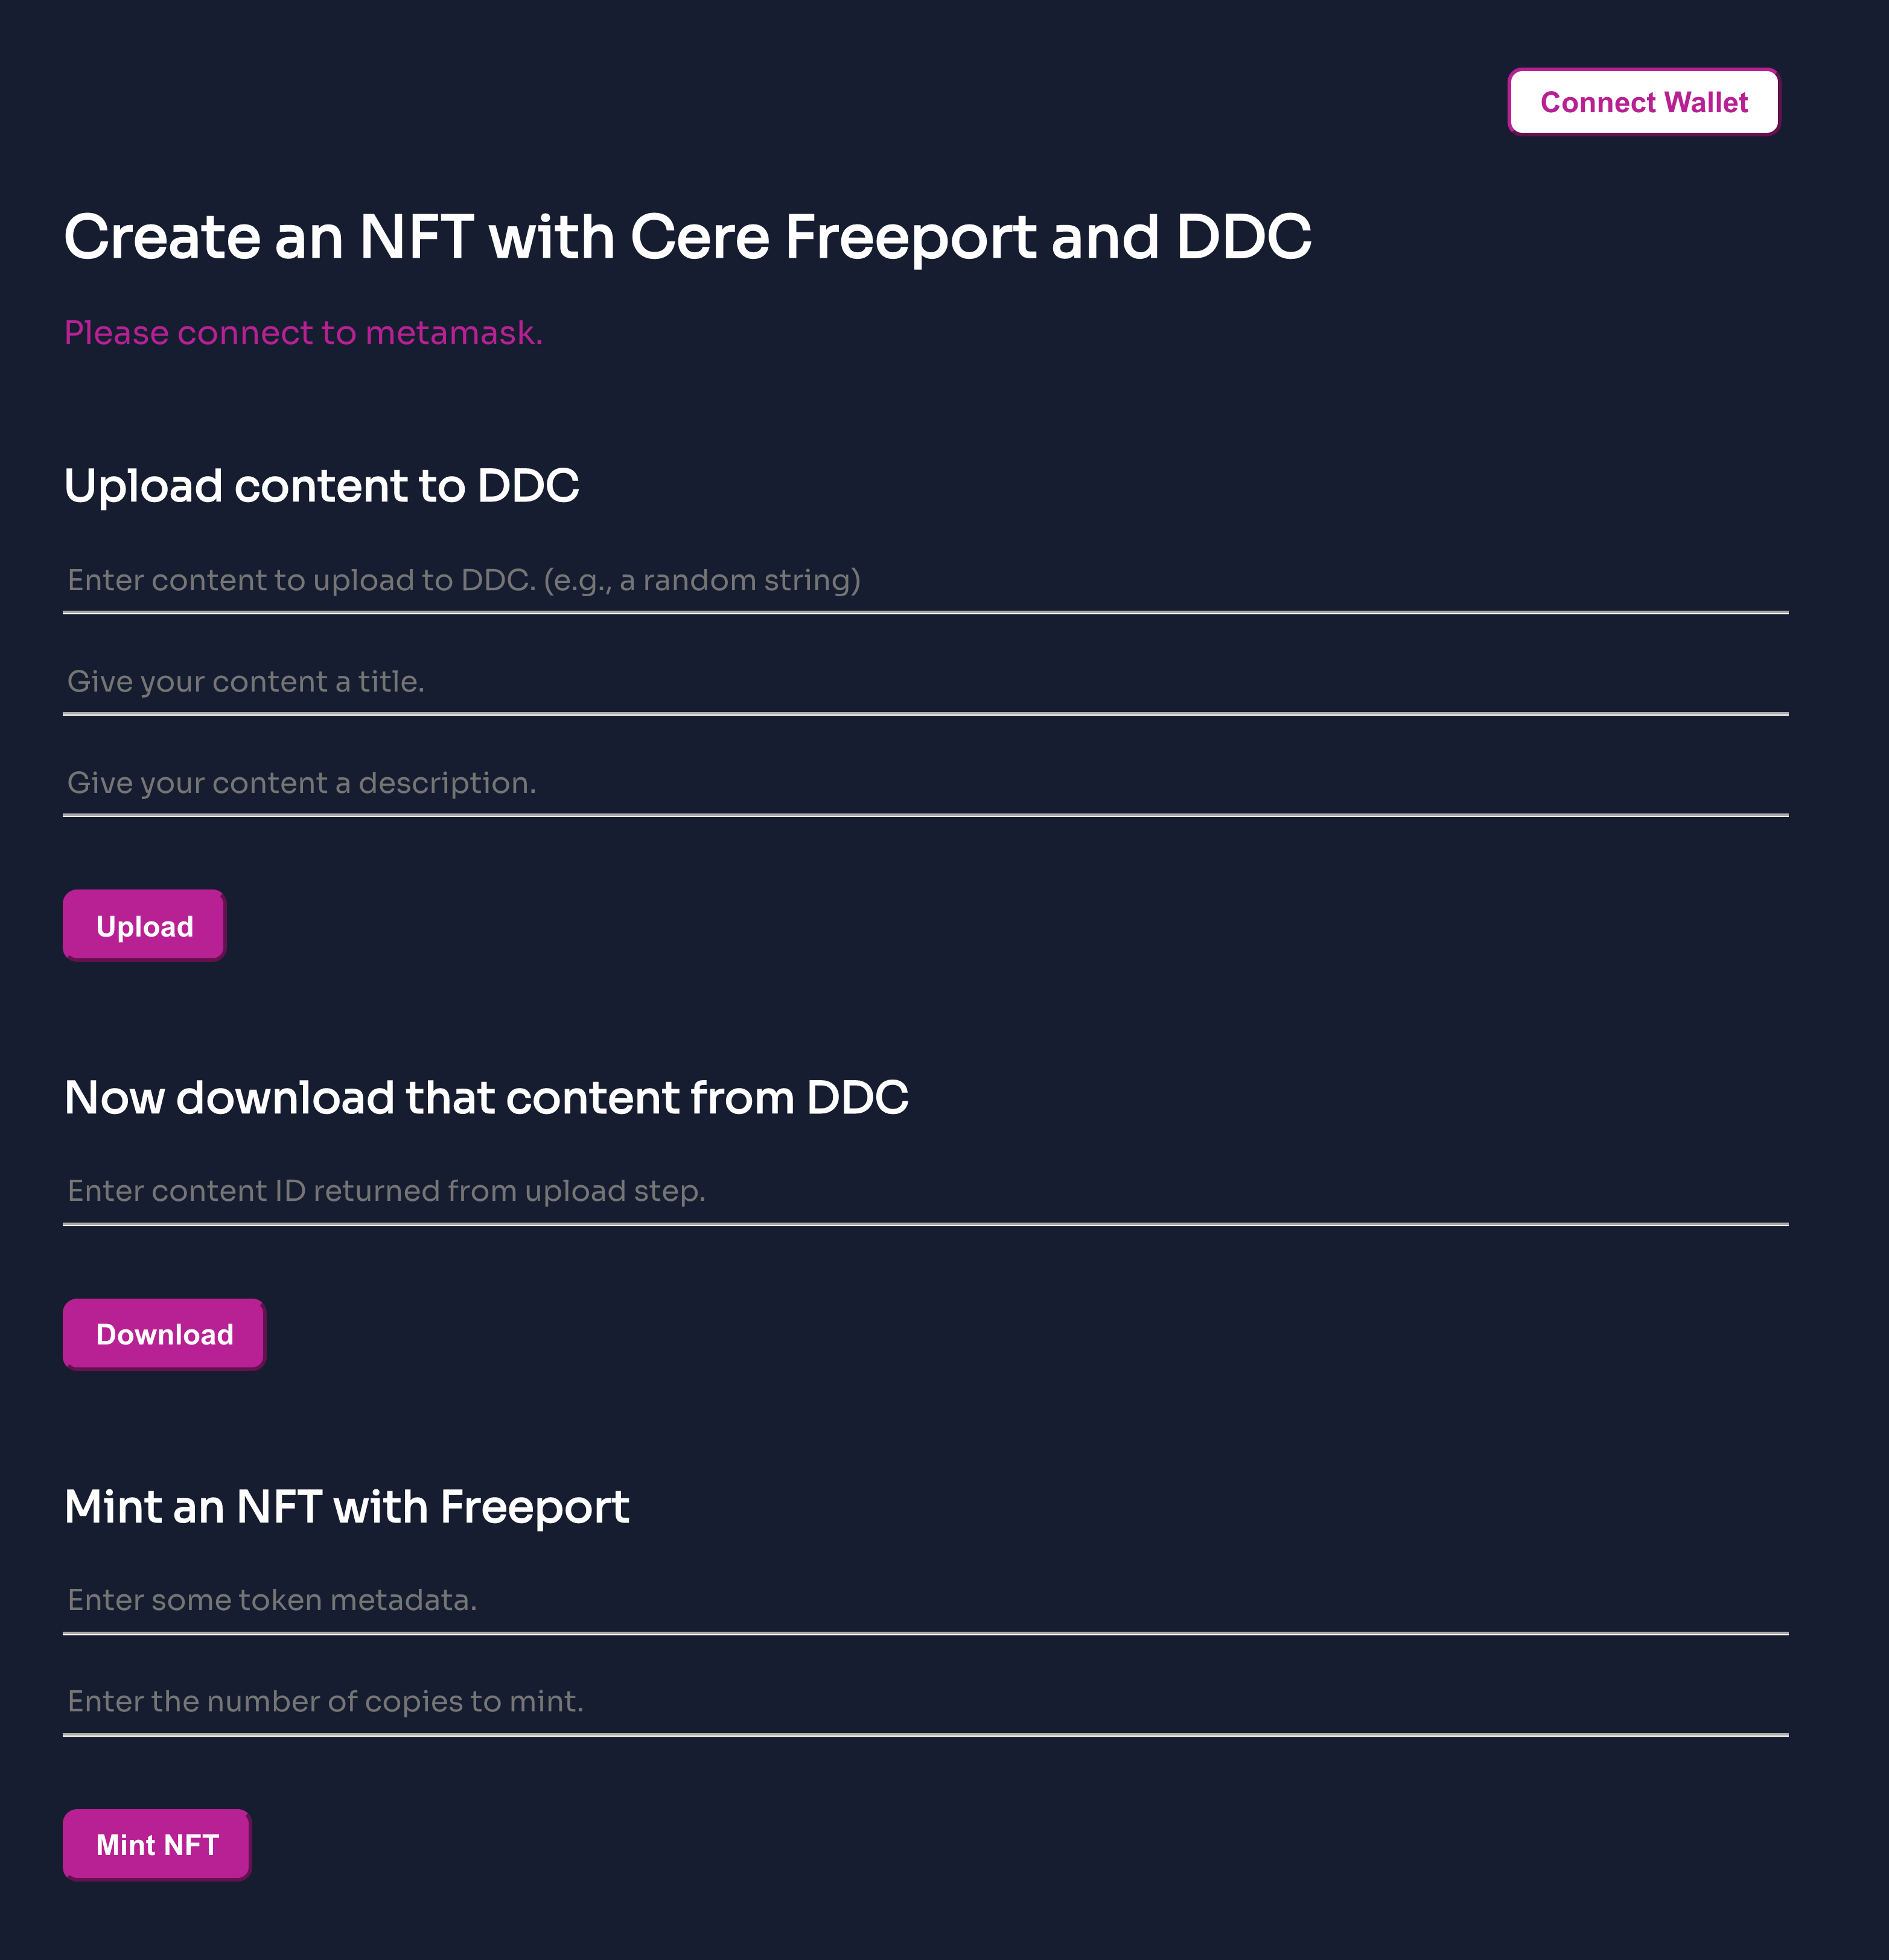 Connect Wallet
Create an NFT with Cere Freeport and DDC
Please connect to metamask.
Upload content to DDC
Enter content to upload to DDC. (e.g., a random string)
Give your content a title.
Give your content a description.
Upload
Now download that content from DDC
Enter content ID returned from upload step.
Download
Mint an NFT with Freeport
Enter some token metadata.
Enter the number of copies to mint.
Mint NFT